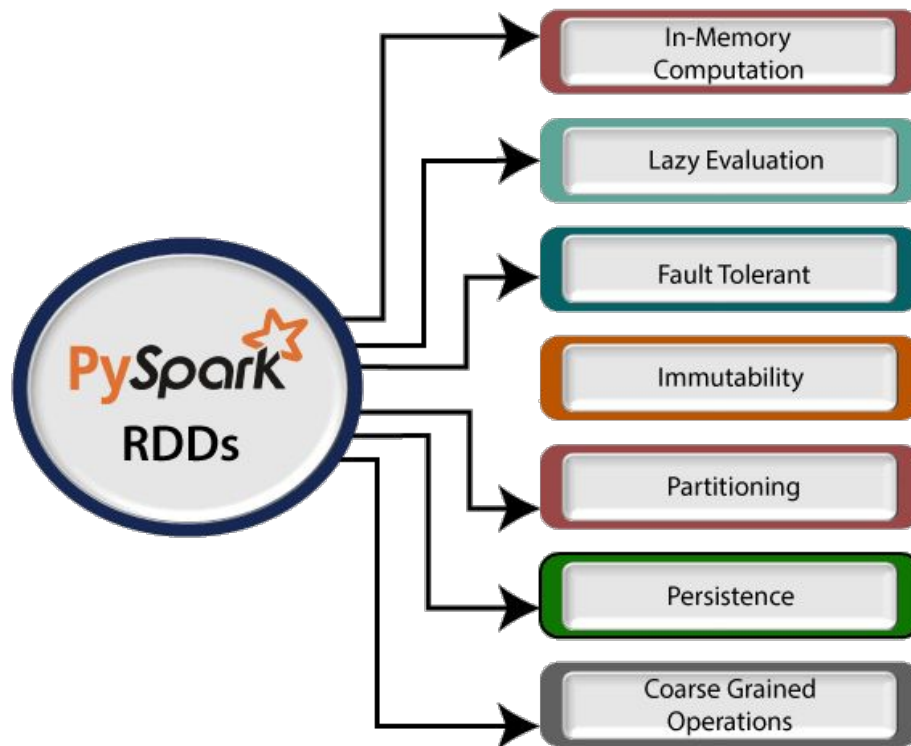 In-Memory
Computation
Lazy Evaluation
Fault Tolerant
PySpark
RDDs
Immutability
Partitioning
Persistence
Coarse Grained
Operations